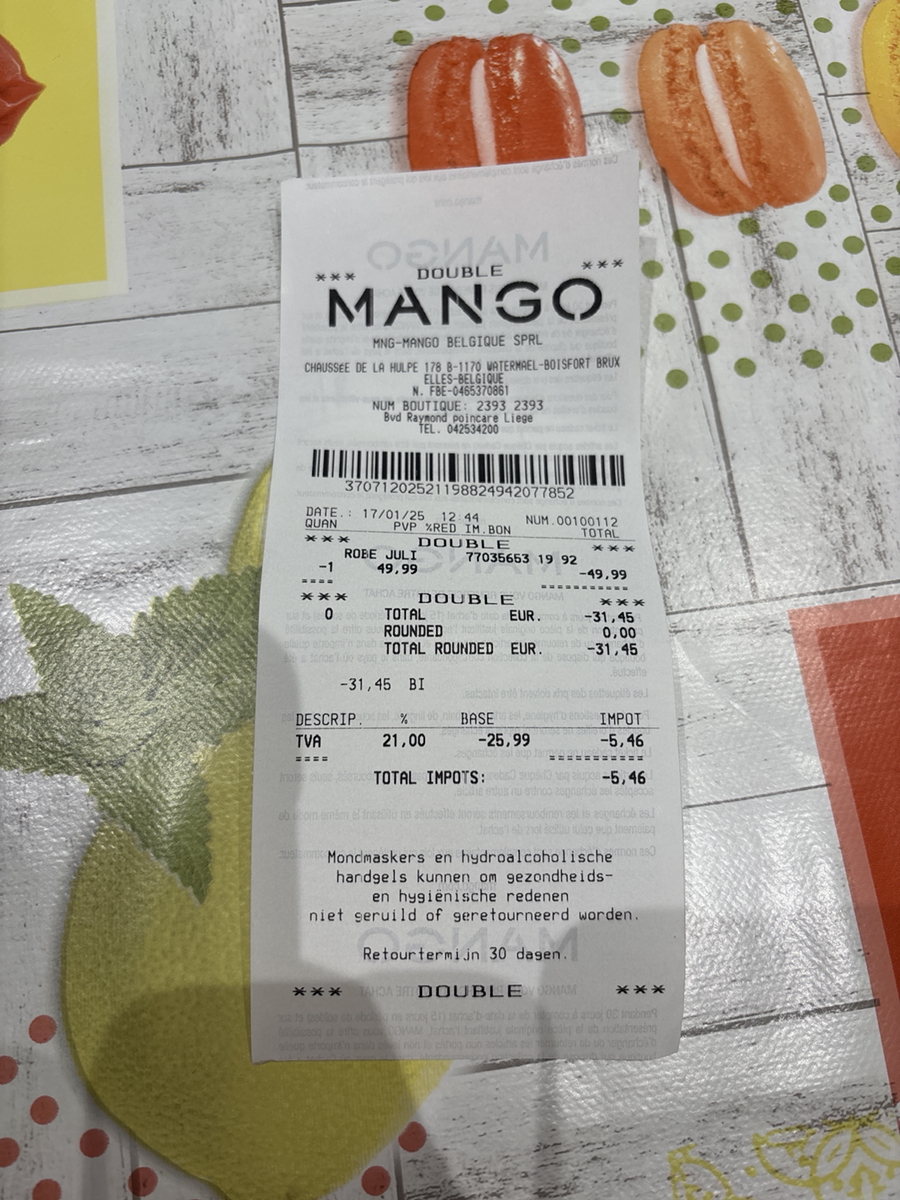 *** DOUBLE ***
MANGO
MNG-MANGO BELGIQUE SPRL
CHAUSSEE DE LA HULPE 178 B-1170 WATERMAEL-BOISFORT BRUX
ELLES-BELGIQUE
N. FBE-0465370861
NUM BOUTIQUE: 2393 2393
Bvd Raymond poincare Liege
TEL. 042534200
37071202521198824942077852
DATE.: 17/01/25 12 44 NUM.00100112
QUAN PVP %RED IM.BON TOTAL
*** DOUBLE ***
ROBE JULI 77035653 19 92
-1 49,99 -49,99
==== ===========
*** DOUBLE ***
0 TOTAL EUR. -31,45
ROUNDED 0,00
TOTAL ROUNDED EUR. -31,45
-31,45 BI
DESCRIP. % BASE IMPOT
TVA 21,00 -25,99 -5,46
==== ===========
TOTAL IMPOTS: -5,46
Mondmaskers en hydroalcoholische
hardgels kunnen om gezondheids-
en hygiënische redenen
niet geruild of geretourneerd worden.
Retourtermijn 30 dagen.
*** DOUBLE ***